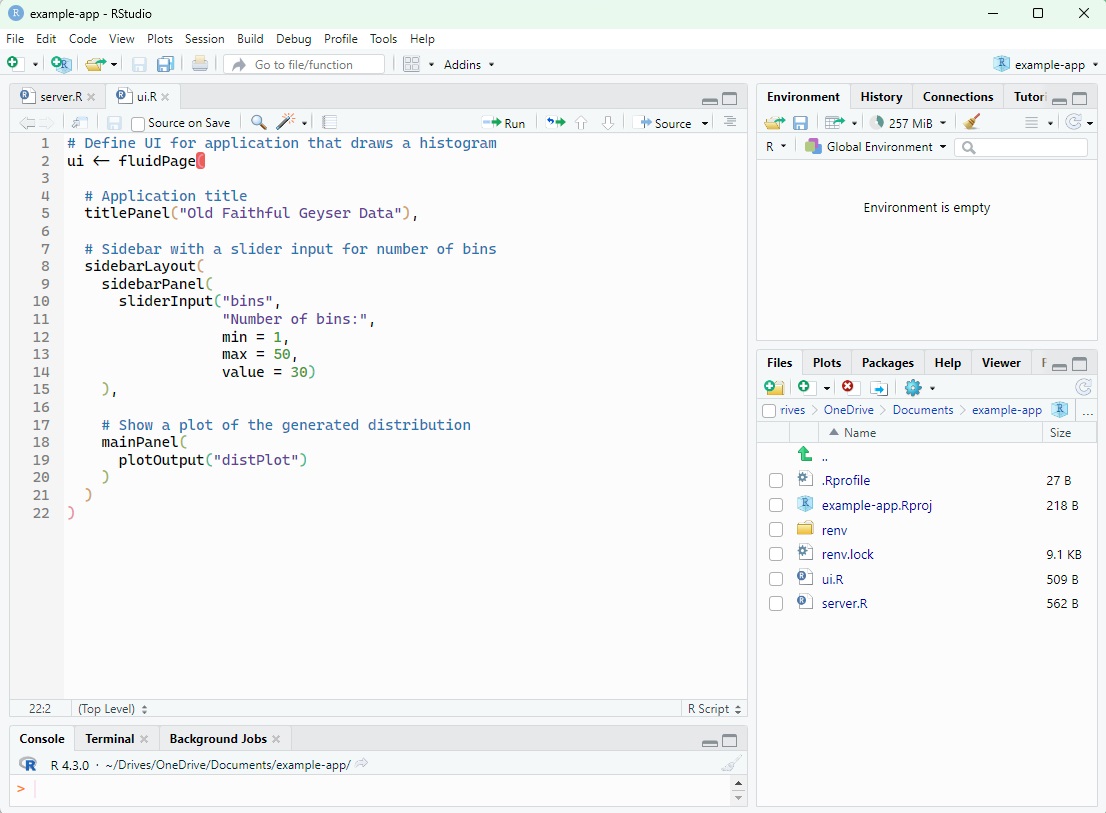 example-app - RStudio
File Edit Code View Plots Session Build Debug Profile Tools Help
Go to file/function Addins example-app
server.R ui.R
Source on Save Run Source
1 # Define UI for application that draws a histogram
2 ui <- fluidPage(
3
4 # Application title
5 titlePanel("Old Faithful Geyser Data"),
6
7 # Sidebar with a slider input for number of bins
8 sidebarLayout(
9 sidebarPanel(
10 sliderInput("bins",
11 "Number of bins:",
12 min = 1,
13 max = 50,
14 value = 30)
15 ),
16
17 # Show a plot of the generated distribution
18 mainPanel(
19 plotOutput("distPlot")
20 )
21 )
22 )
22:2 (Top Level) R Script
Console Terminal Background Jobs
R 4.3.0 · ~/Drives/OneDrive/Documents/example-app/
>
Environment History Connections Tutori
257 MiB
R Global Environment
Environment is empty
Files Plots Packages Help Viewer
rives OneDrive Documents example-app ...
Name Size
..
.Rprofile 27 B
example-app.Rproj 218 B
renv
renv.lock 9.1 KB
ui.R 509 B
server.R 562 B